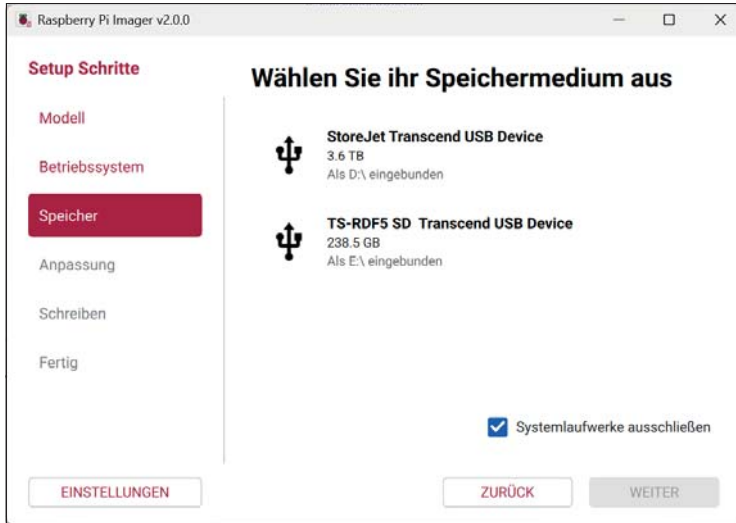 Raspberry Pi Imager v2.0.0
Setup Schritte
Modell
Betriebssystem
Speicher
Anpassung
Schreiben
Fertig
EINSTELLUNGEN
Wählen Sie ihr Speichermedium aus
StoreJet Transcend USB Device
3.6 TB
Als D:\ eingebunden
TS-RDF5 SD  Transcend USB Device
238.5 GB
Als E:\ eingebunden
Systemlaufwerke ausschließen
ZURÜCK
WEITER